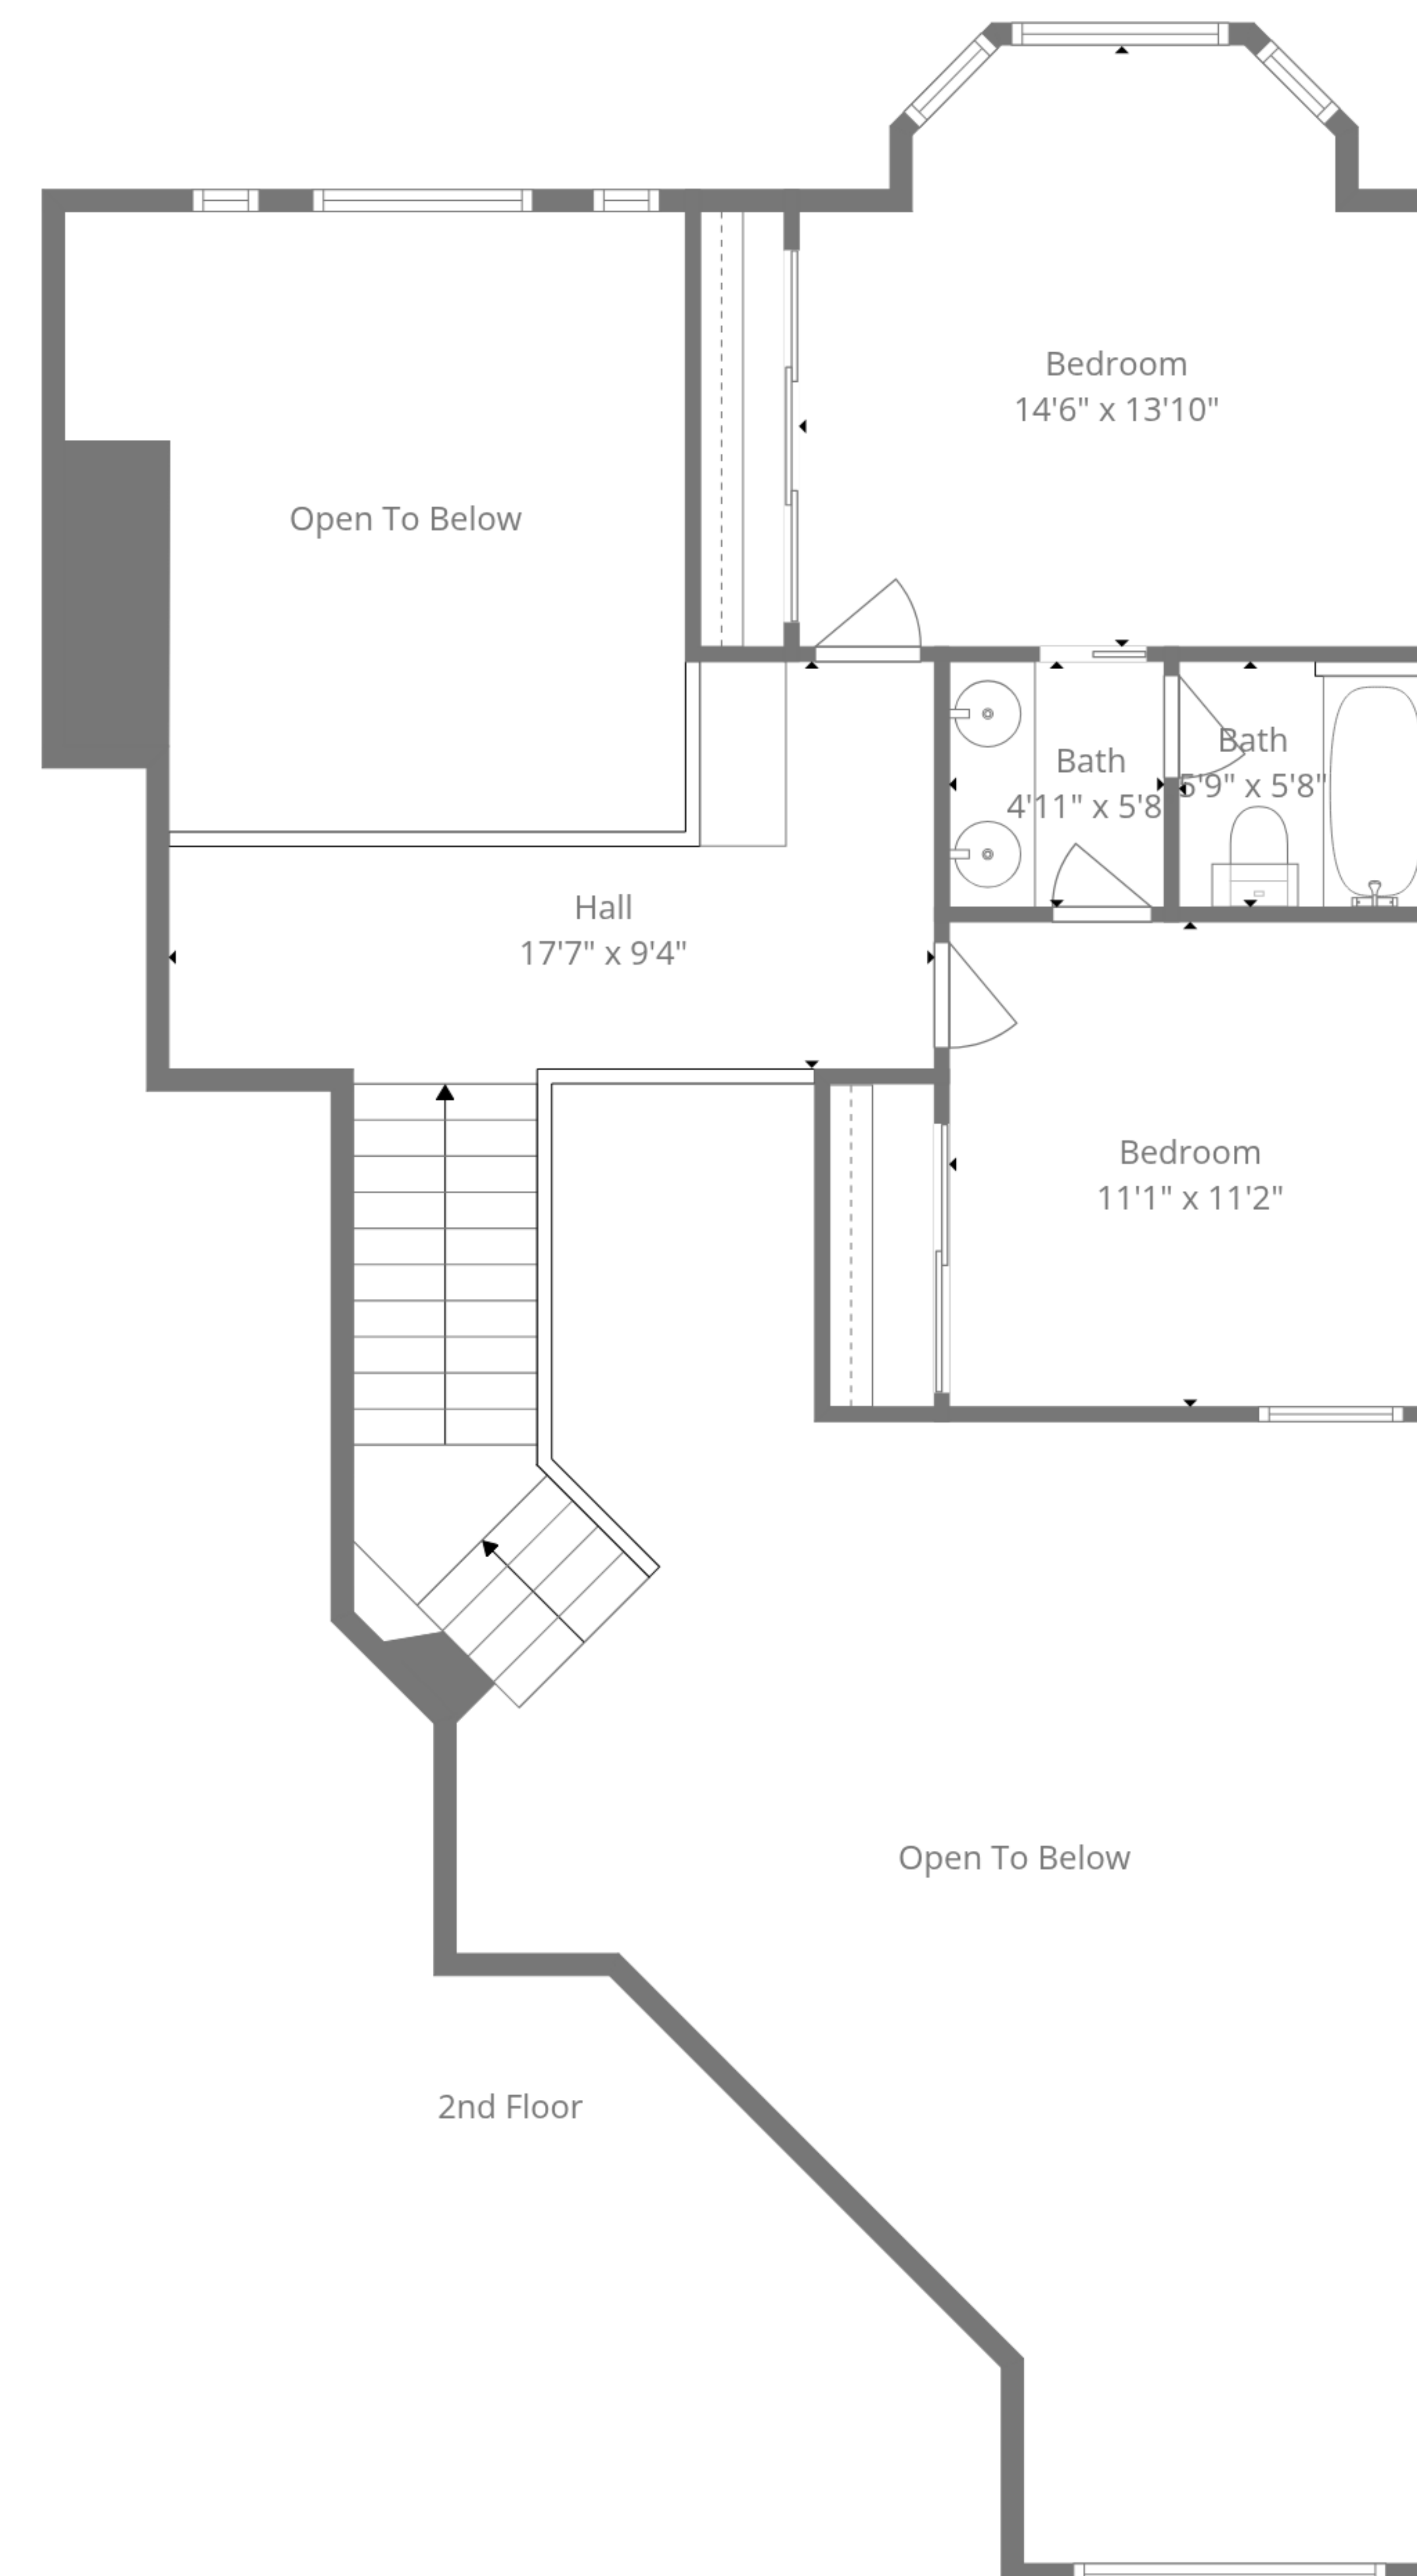 Bedroom
14'6" x 13'10"
Open To Below
Bath
4'11" x 5'8
Bath
5'9" x 5'8"
Hall
17'7" x 9'4"
Bedroom
11'1" x 11'2"
Open To Below
2nd Floor